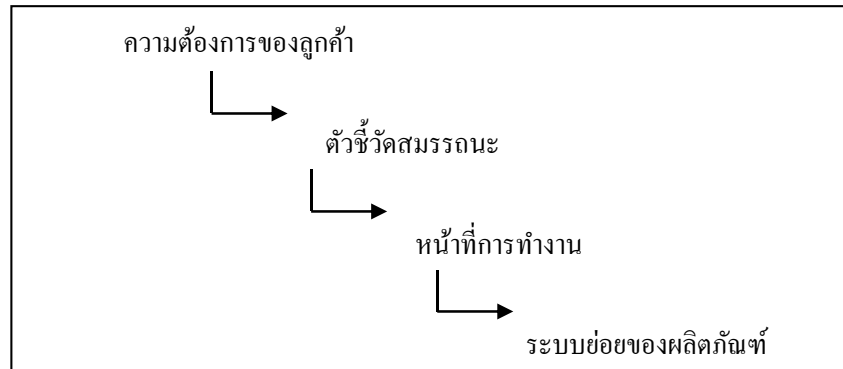 ความต้องการของลูกค้า
ตัวชี้วัดสมรรถนะ
หน้าที่การทำงาน
ระบบย่อยของผลิตภัณฑ์